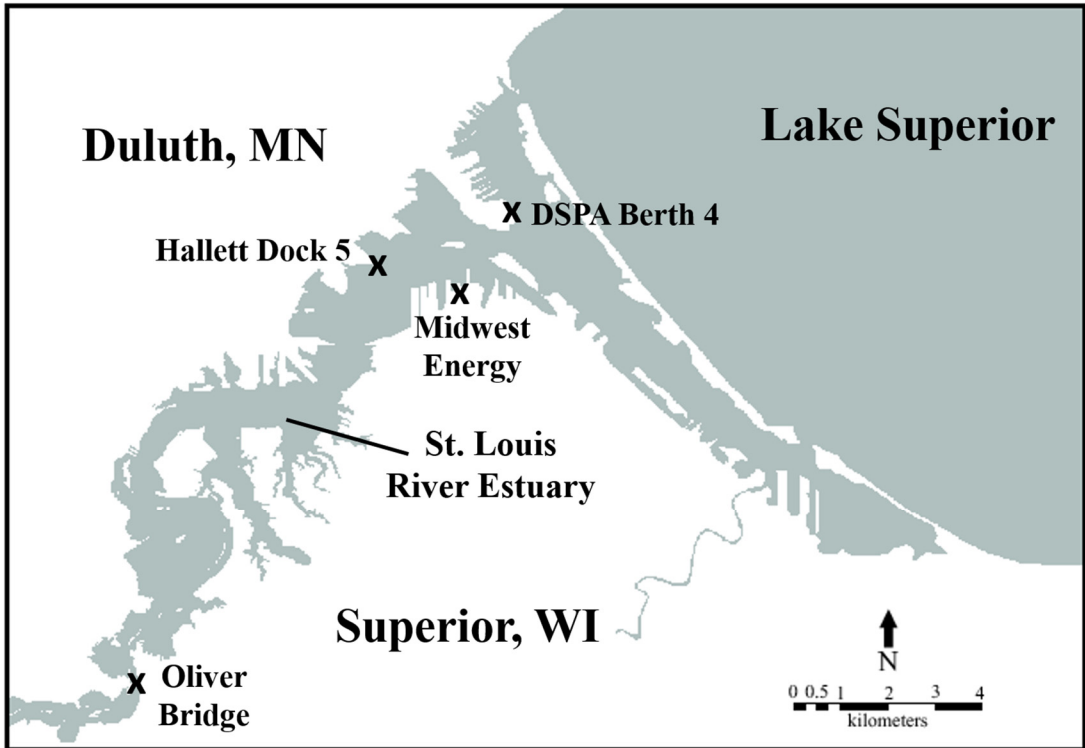 Lake Superior
Duluth, MN
X DSPA Berth 4
Hallett Dock 5 X
X
Midwest
Energy
St. Louis
River Estuary
Superior, WI
X Oliver
Bridge
N
0 0.5 1 2 3 4
kilometers